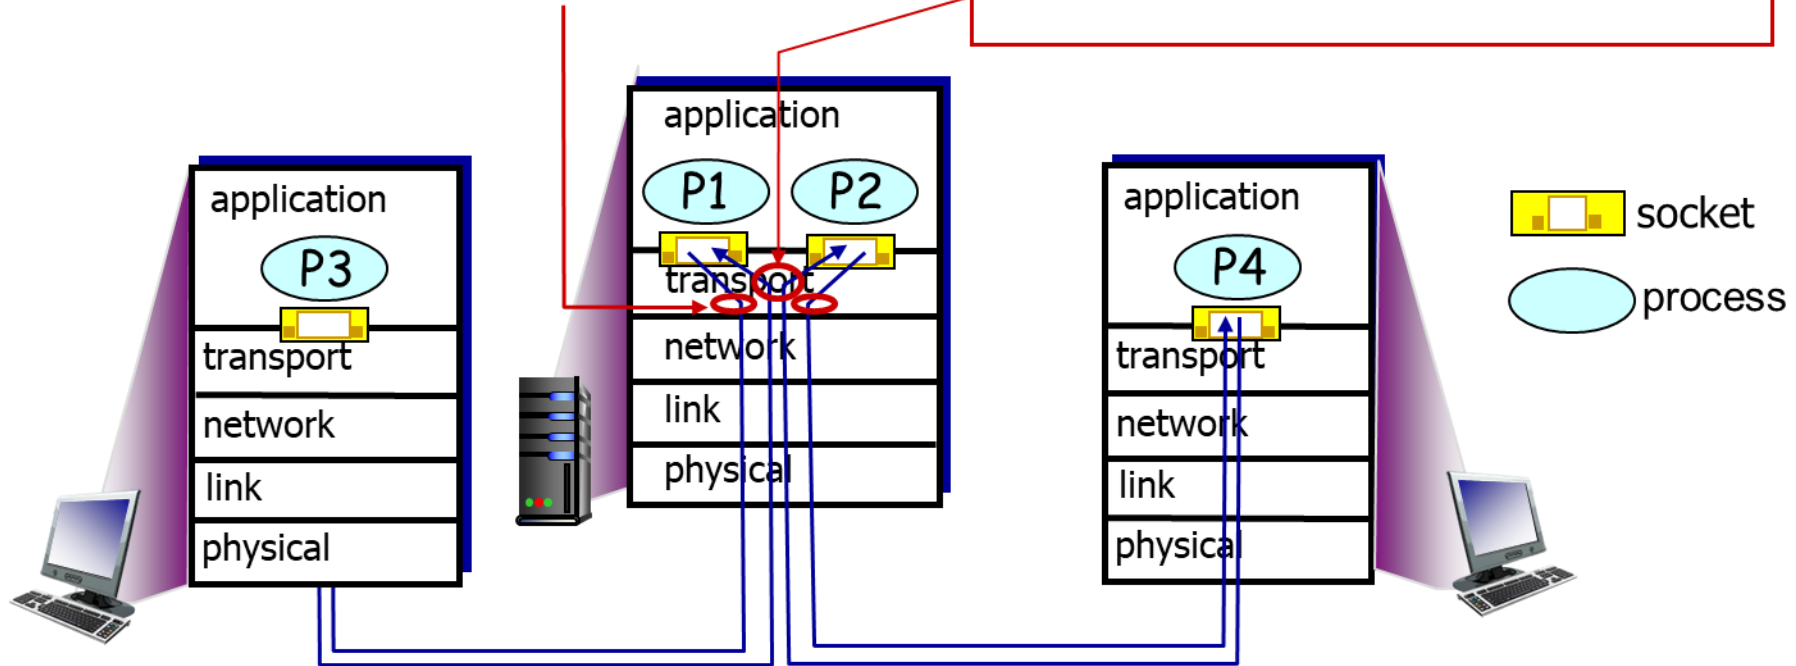 application
P1
P2
transport
network
link
physical
application
P3
transport
network
link
physical
application
P4
transport
network
link
physical
socket
process